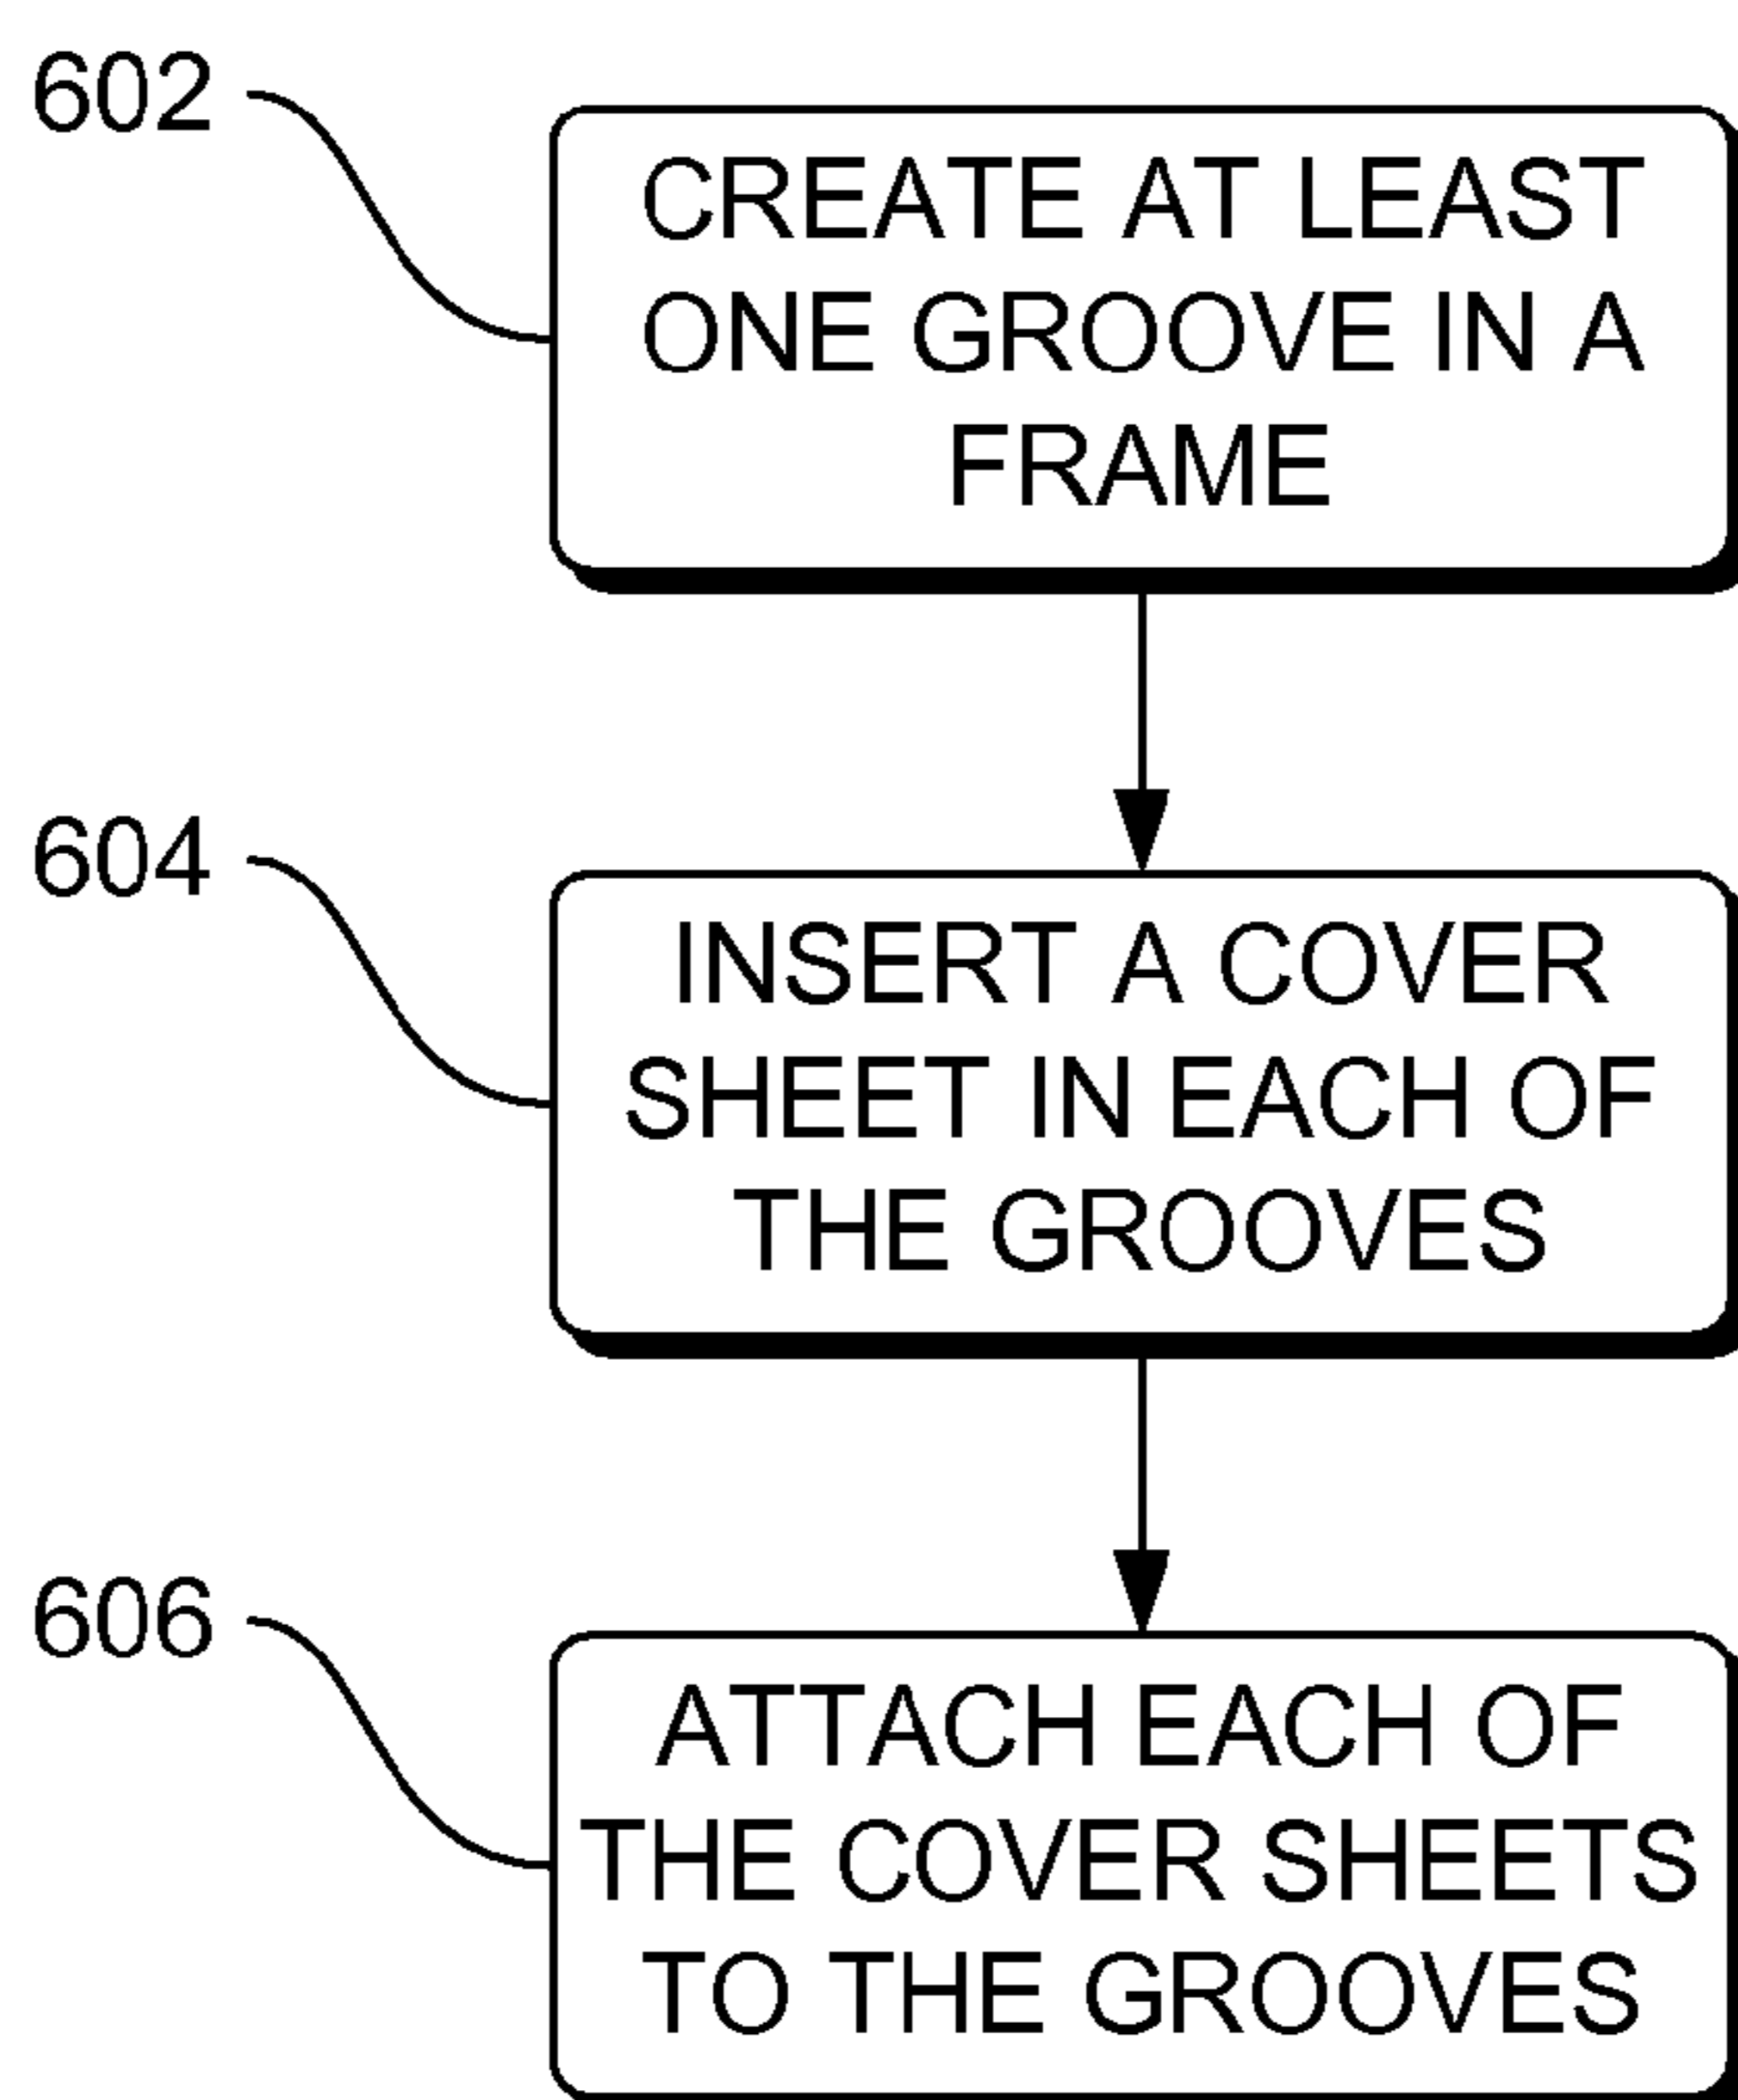 602
CREATE AT LEAST
ONE GROOVE IN A
FRAME
604
INSERT A COVER
SHEET IN EACH OF
THE GROOVES
606
ATTACH EACH OF
THE COVER SHEETS
TO THE GROOVES